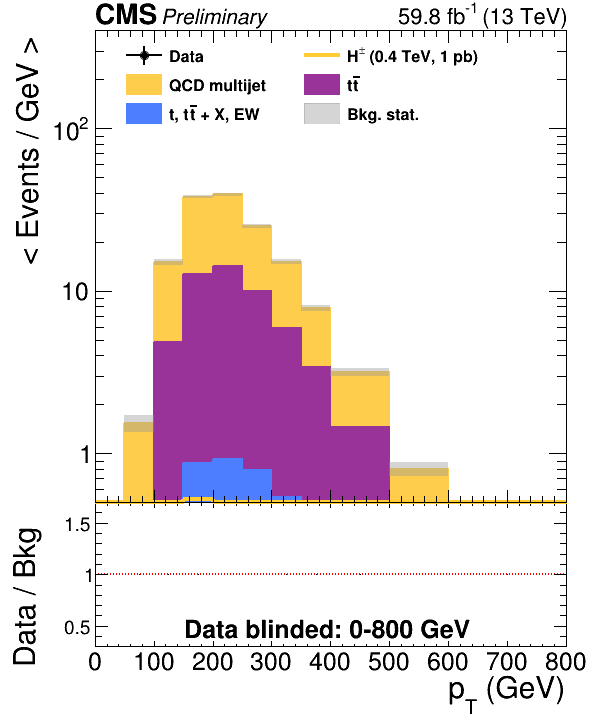 CMS Preliminary 59.8 fb⁻¹ (13 TeV)
Data H± (0.4 TeV, 1 pb)
QCD multijet tt̄
t, tt̄ + X, EW Bkg. stat.
< Events / GeV >
10²
10
1
Data / Bkg
1.5
1
0.5
Data blinded: 0-800 GeV
0 100 200 300 400 500 600 700 800
p_T (GeV)